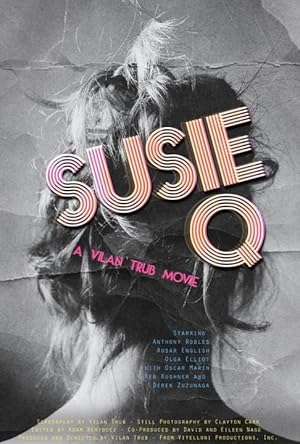 SUSIE
Q
A VILAN TRUB MOVIE
STARRING
ANTHONY ROBLES
AUSAR ENGLISH
OLGA ELLIOT
WITH OSCAR MARIN
KEN KUSHNER AND
DEREK ZUZUNAGA
SCREENPLAY BY VILAN TRUB - STILL PHOTOGRAPHY BY CLAYTON CARR
EDITED BY ADAM BERTOCCI - CO-PRODUCED BY DAVID AND EILEEN NAGE
PRODUCED AND DIRECTED BY VILAN TRUB - FROM VITELLONI PRODUCTIONS, INC.